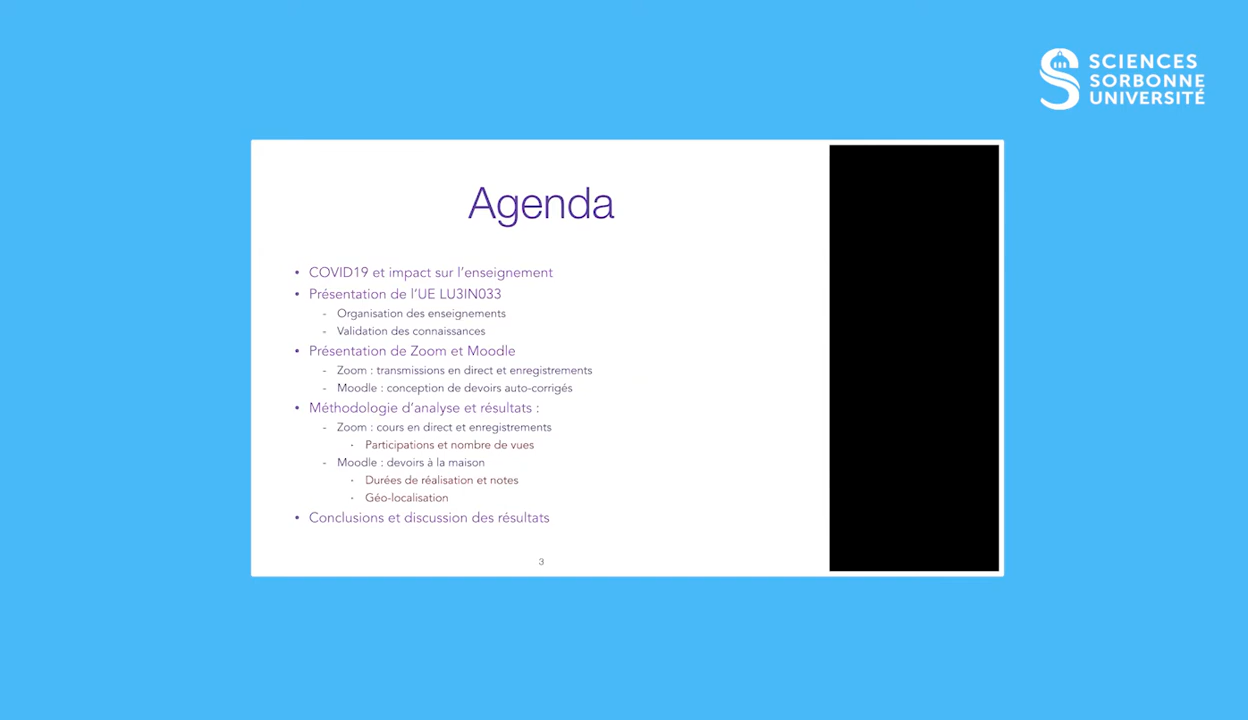 SCIENCES
SORBONNE
UNIVERSITÉ
Agenda
• COVID19 et impact sur l'enseignement
• Présentation de l'UE LU3IN033
- Organisation des enseignements
- Validation des connaissances
• Présentation de Zoom et Moodle
- Zoom : transmissions en direct et enregistrements
- Moodle : conception de devoirs auto-corrigés
• Méthodologie d'analyse et résultats :
- Zoom : cours en direct et enregistrements
· Participations et nombre de vues
- Moodle : devoirs à la maison
· Durées de réalisation et notes
· Géo-localisation
• Conclusions et discussion des résultats
3